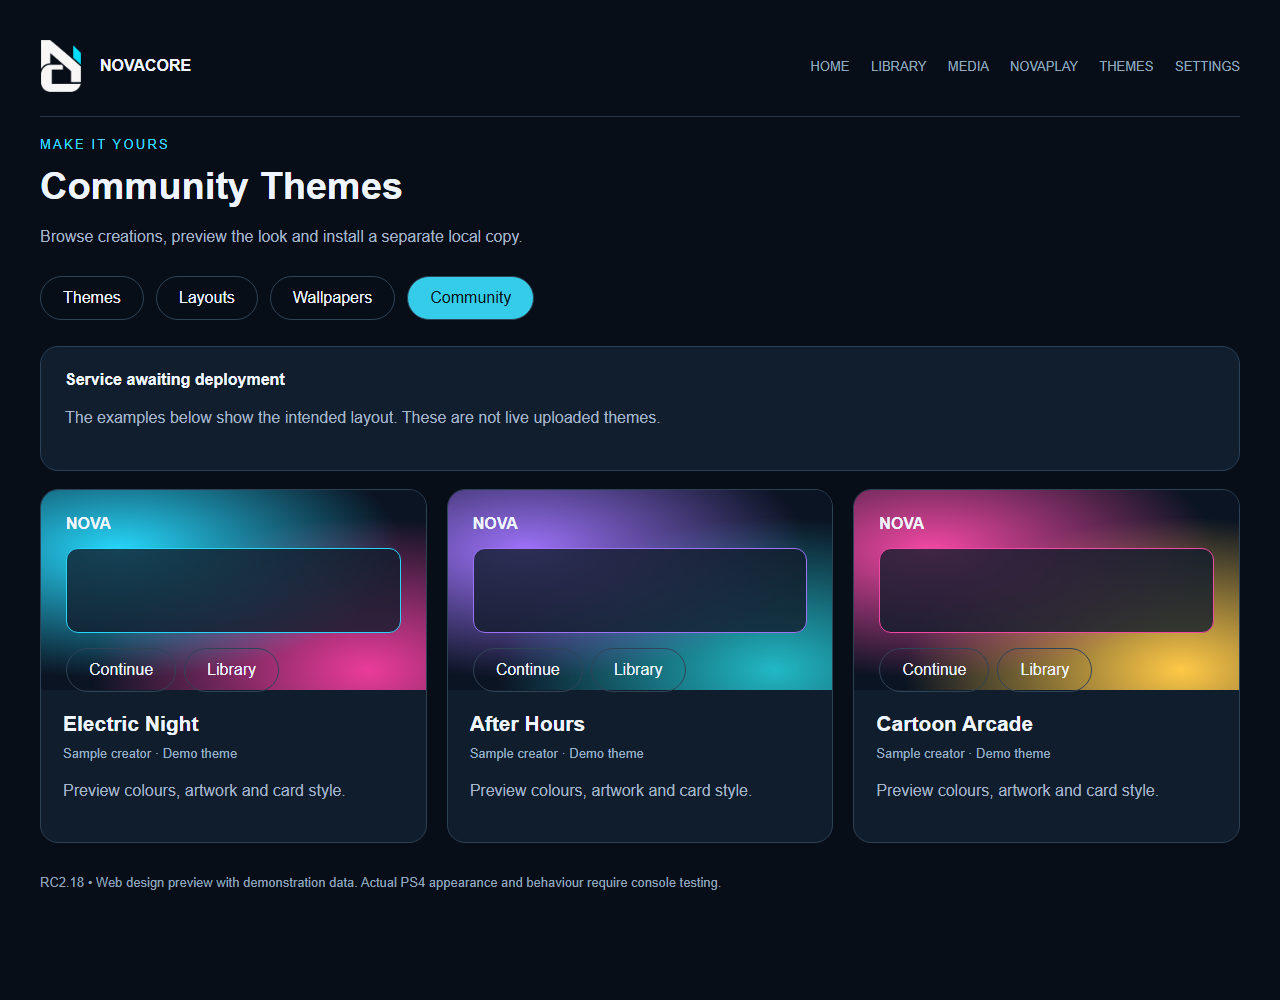 NOVACORE
HOME LIBRARY MEDIA NOVAPLAY THEMES SETTINGS
MAKE IT YOURS
Community Themes
Browse creations, preview the look and install a separate local copy.
Themes Layouts Wallpapers Community
Service awaiting deployment
The examples below show the intended layout. These are not live uploaded themes.
NOVA
Continue Library
Electric Night
Sample creator · Demo theme
Preview colours, artwork and card style.
NOVA
Continue Library
After Hours
Sample creator · Demo theme
Preview colours, artwork and card style.
NOVA
Continue Library
Cartoon Arcade
Sample creator · Demo theme
Preview colours, artwork and card style.
RC2.18 • Web design preview with demonstration data. Actual PS4 appearance and behaviour require console testing.